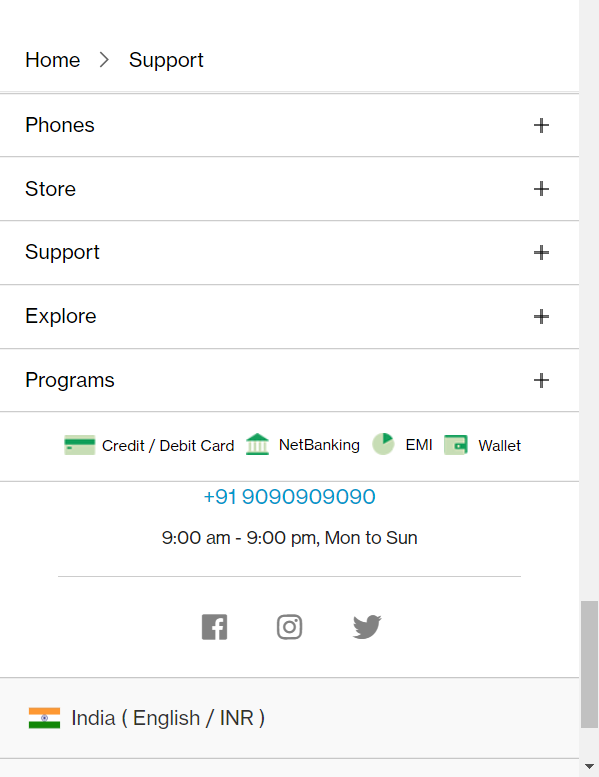 Home > Support
Phones
Store
Support
Explore
Programs
Credit / Debit Card NetBanking EMI Wallet
+91 9090909090
9:00 am - 9:00 pm, Mon to Sun
India ( English / INR )